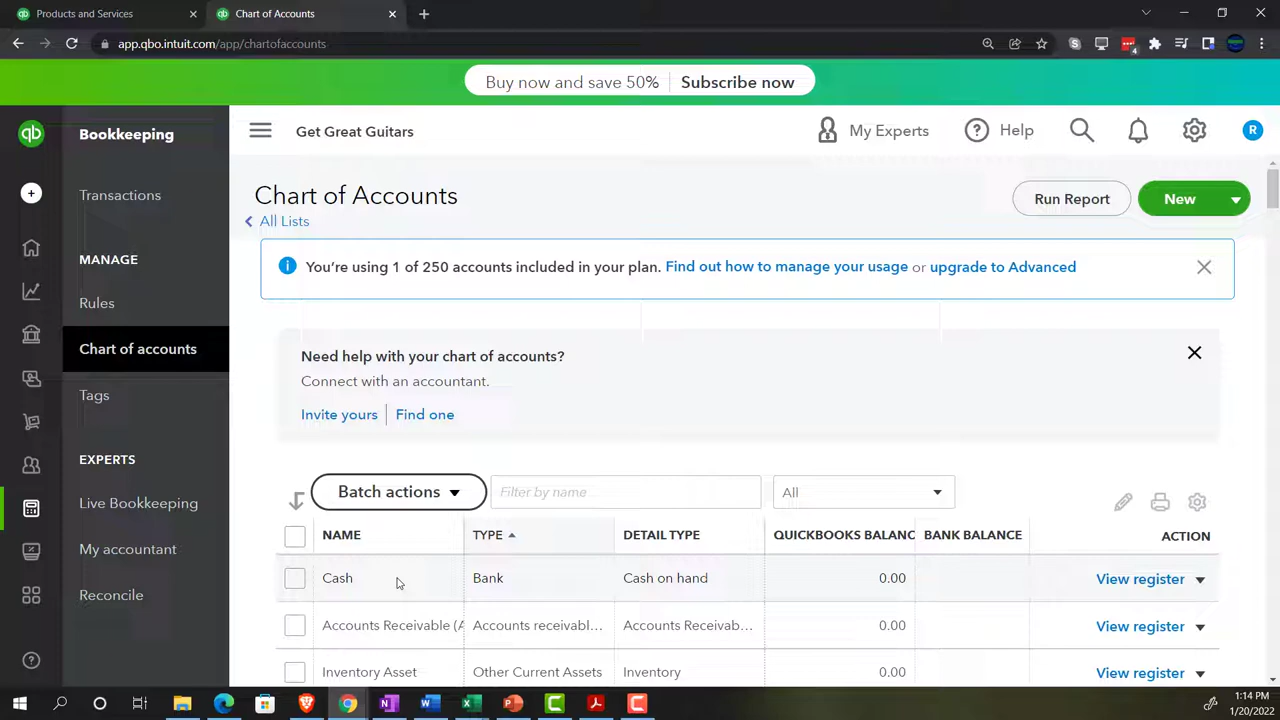 Products and Services
Chart of Accounts
app.qbo.intuit.com/app/chartofaccounts
4
Buy now and save 50% Subscribe now
qb Bookkeeping
Get Great Guitars
My Experts
Help
R
Transactions
MANAGE
Rules
Chart of accounts
Tags
EXPERTS
Live Bookkeeping
My accountant
Reconcile
Chart of Accounts
All Lists
Run Report
New
You're using 1 of 250 accounts included in your plan. Find out how to manage your usage or upgrade to Advanced
Need help with your chart of accounts?
Connect with an accountant.
Invite yours Find one
Batch actions
Filter by name
All
NAME TYPE DETAIL TYPE QUICKBOOKS BALANC BANK BALANCE ACTION
Cash Bank Cash on hand 0.00 View register
Accounts Receivable (A Accounts receivabl... Accounts Receivab... 0.00 View register
Inventory Asset Other Current Assets Inventory 0.00 View register
1:14 PM
1/20/2022